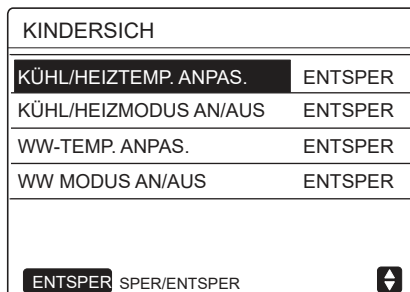 KINDERSICH
KÜHL/HEIZTEMP. ANPAS. ENTSPER
KÜHL/HEIZMODUS AN/AUS ENTSPER
WW-TEMP. ANPAS. ENTSPER
WW MODUS AN/AUS ENTSPER
ENTSPER SPER/ENTSPER